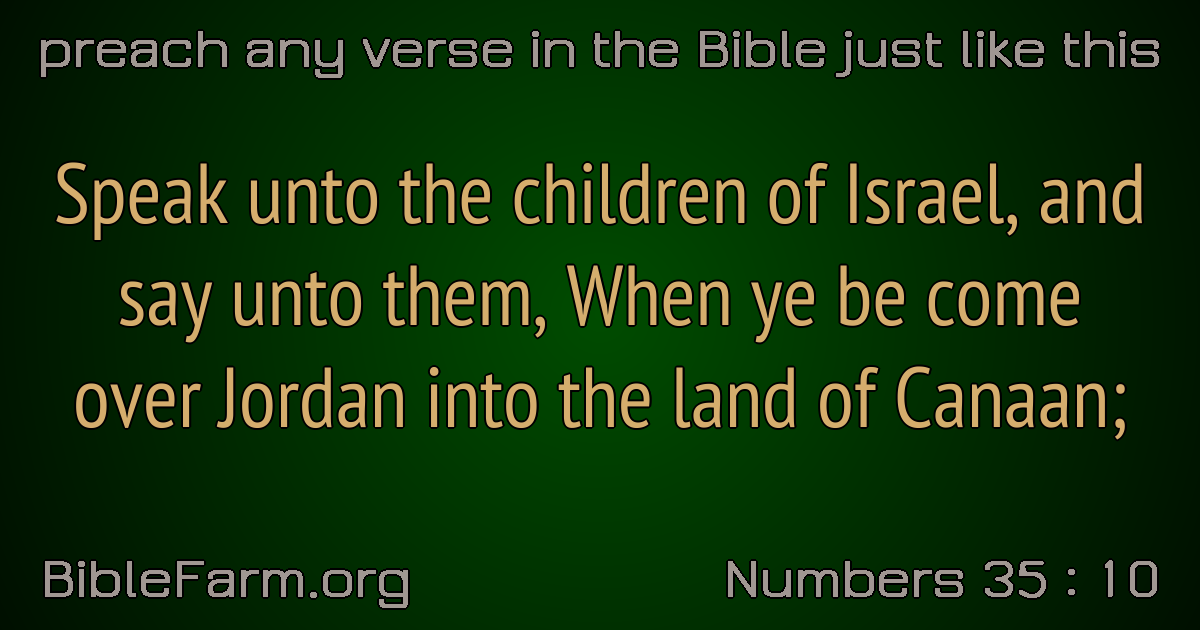 preach any verse in the Bible just like this
Speak unto the children of Israel, and
say unto them, When ye be come
over Jordan into the land of Canaan;
BibleFarm.org
Numbers 35 : 10